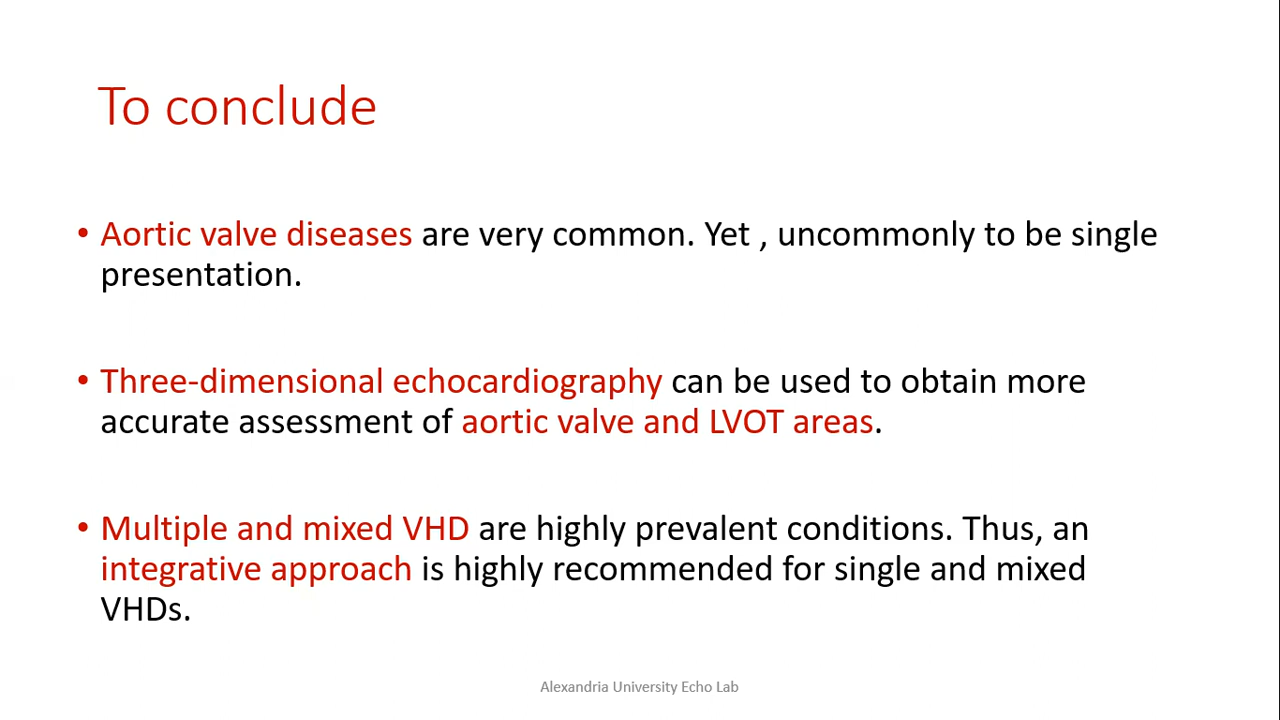 To conclude
• Aortic valve diseases are very common. Yet , uncommonly to be single
presentation.
• Three-dimensional echocardiography can be used to obtain more
accurate assessment of aortic valve and LVOT areas.
• Multiple and mixed VHD are highly prevalent conditions. Thus, an
integrative approach is highly recommended for single and mixed
VHDs.
Alexandria University Echo Lab